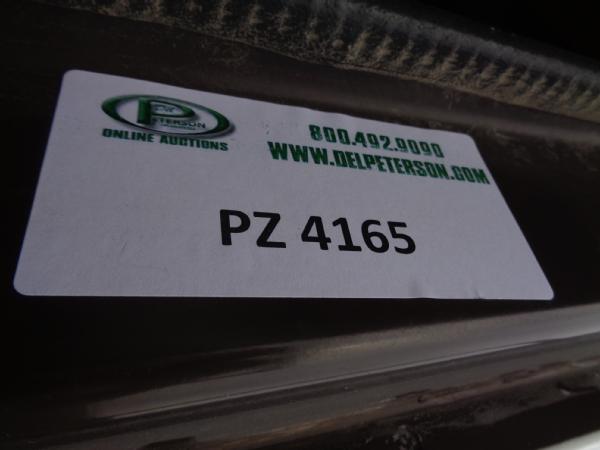 PETERSON
ONLINE AUCTIONS
800.492.9090
WWW.DELPETERSON.COM
PZ 4165